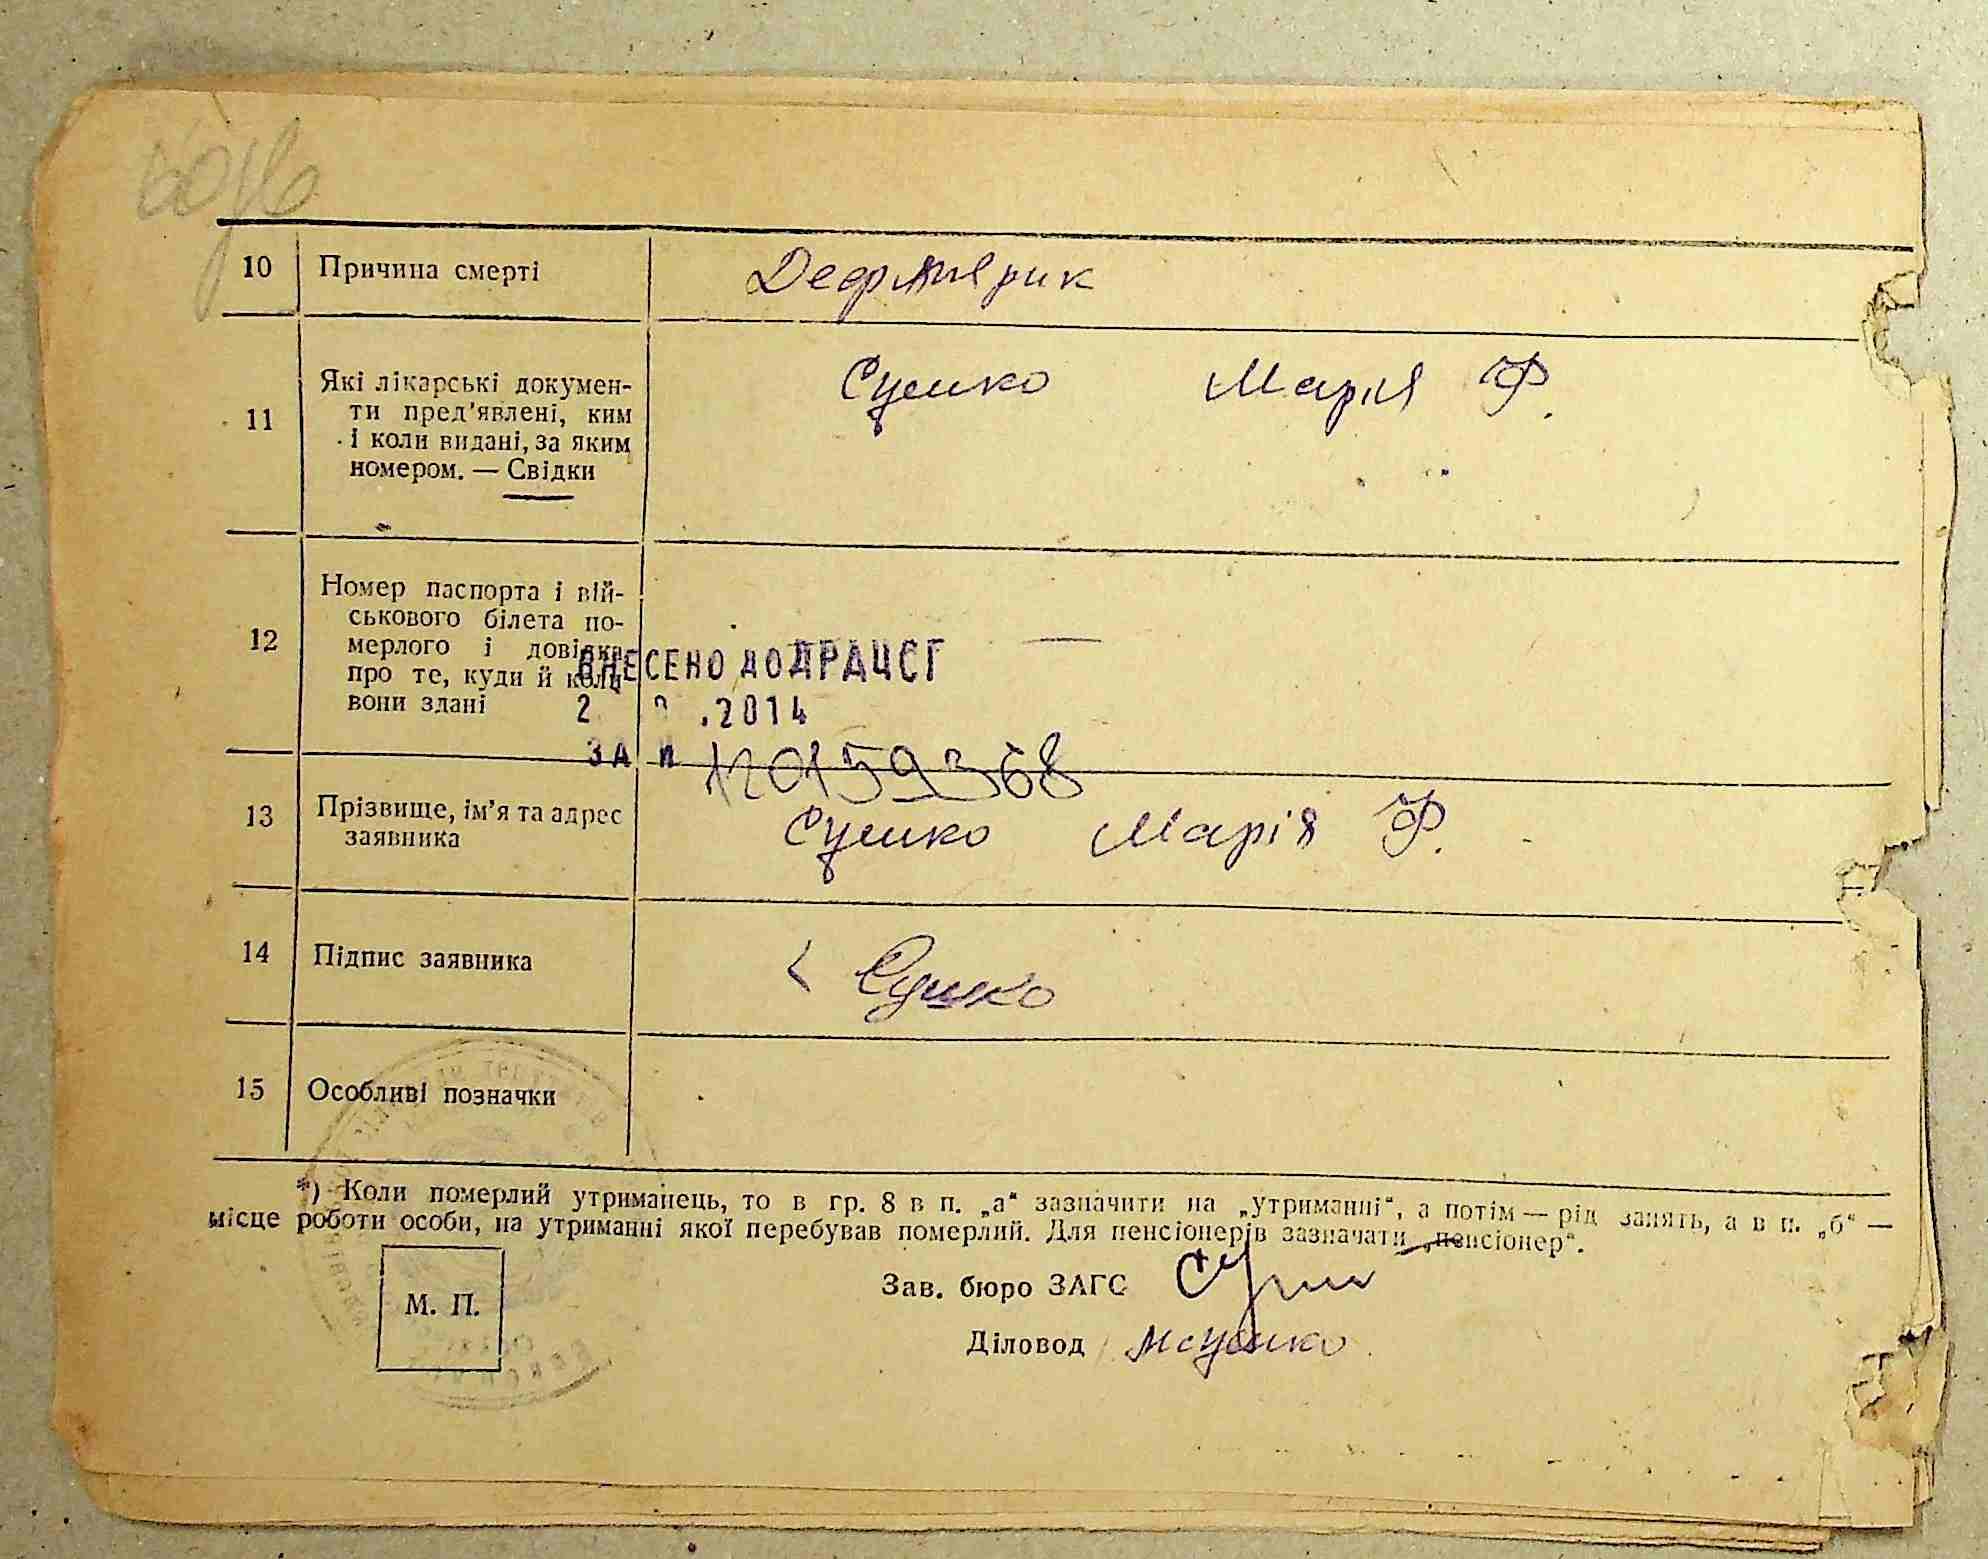 10 Причина смерті
11 Які лікарські докумен-
ти пред'явлені, ким
і коли видані, за яким
номером. — Свідки
Сушко Марія Ф.
12 Номер паспорта і вій-
ськового білета по-
мерлого і довідка
про те, куди й коли
вони здані
—
ВНЕСЕНО ДО ДРАЦСГ
.2014
ЗА 120159368
13 Прізвище, ім'я та адрес
заявника
Сушко Марія Ф.
14 Підпис заявника
Сушко
15 Особливі позначки
*) Коли померлий утриманець, то в гр. 8 в п. „а“ зазначити на „утриманні“, а потім — рід занять, а в п. „б“ —
місце роботи особи, на утриманні якої перебував померлий. Для пенсіонерів зазначати „пенсіонер“.
М. П.
Зав. бюро ЗАГС
Діловод